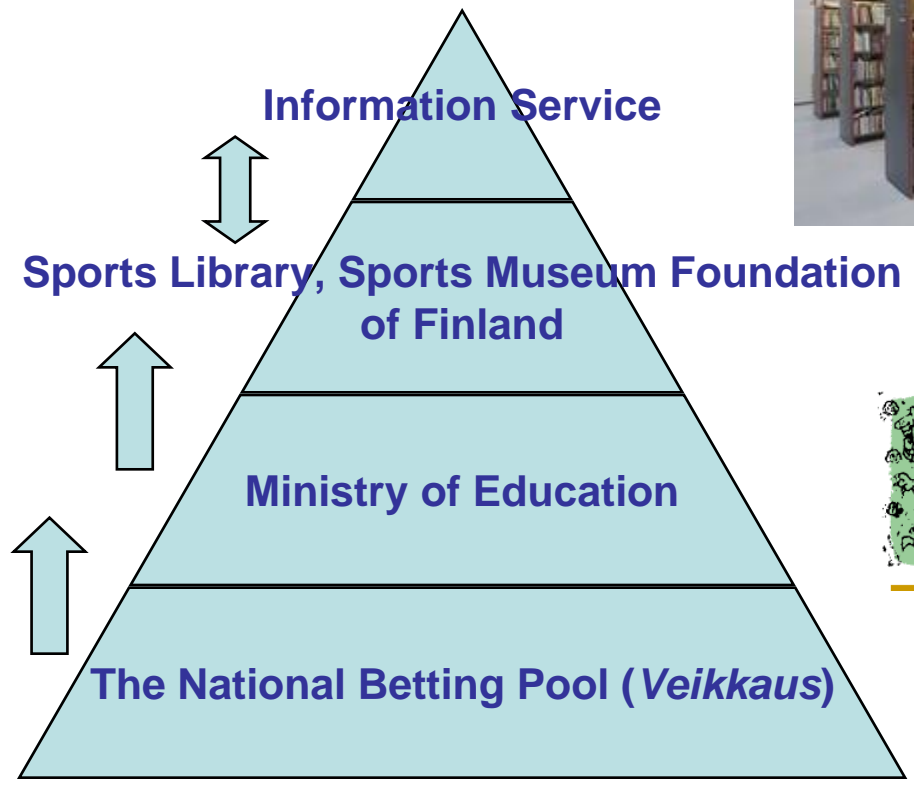 Information Service
Sports Library, Sports Museum Foundation
of Finland
Ministry of Education
The National Betting Pool (Veikkaus)